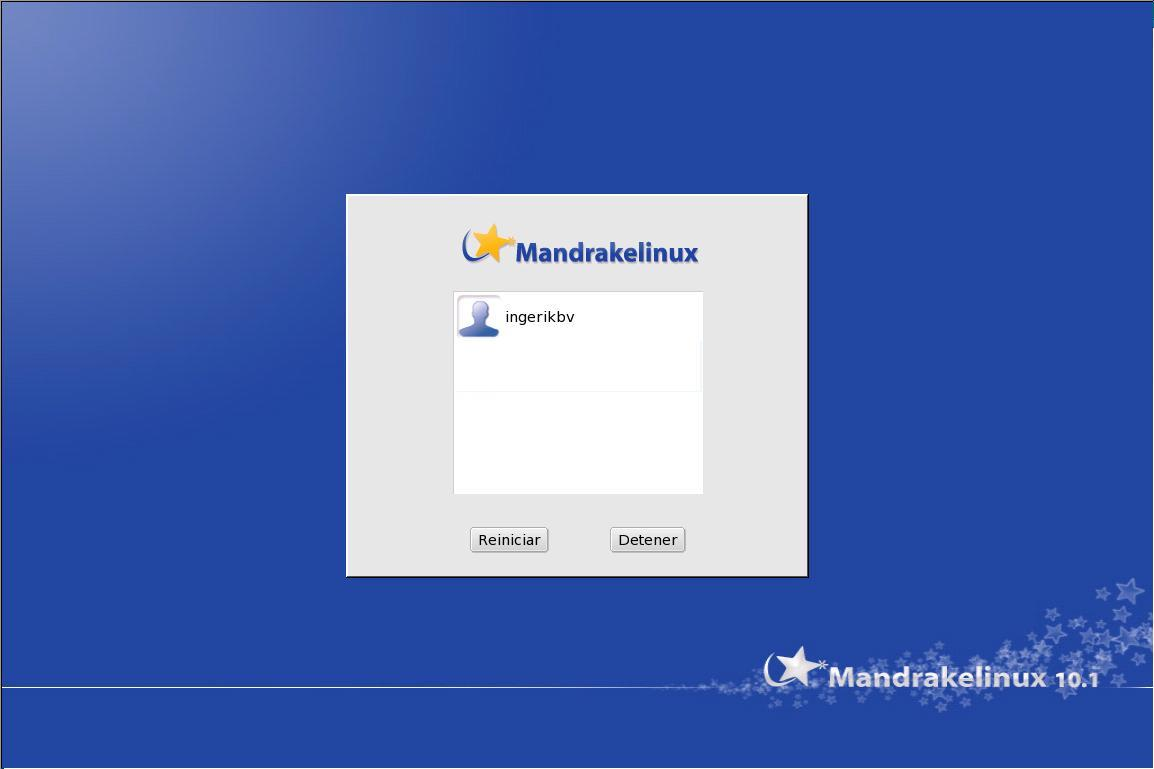 Mandrakelinux
ingerikbv
Reiniciar
Detener
Mandrakelinux 10.1